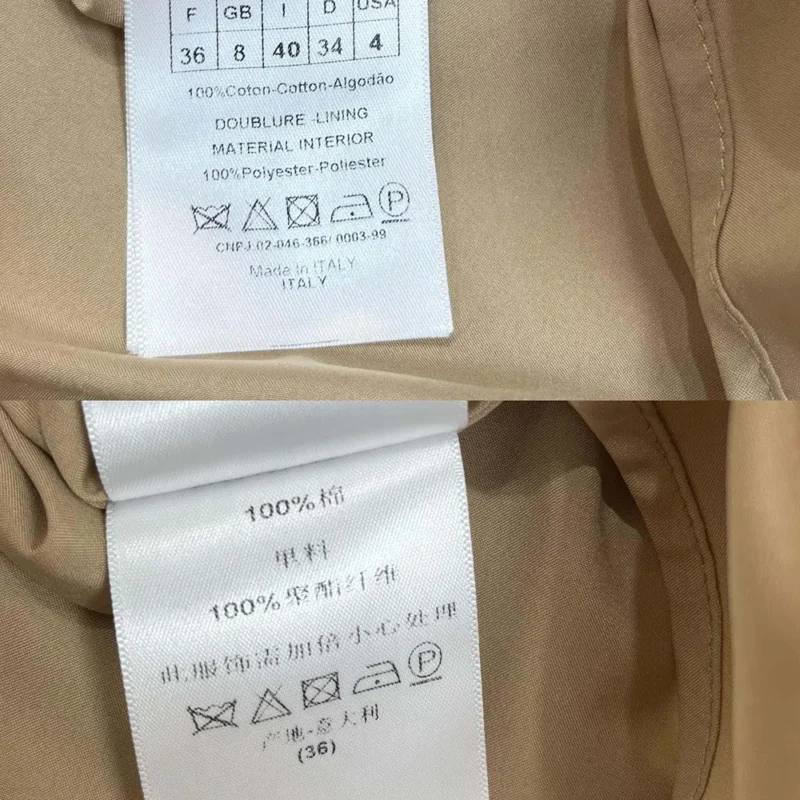 F GB I D USA
36 8 40 34 4
100%Coton-Cotton-Algodão
DOUBLURE -LINING
MATERIAL INTERIOR
100%Polyester-Poliester
P
CNPJ 02-046-366/ 0003-99
Made in ITALY
ITALY
100%棉
里料
100%聚酯纤维
此服饰需加倍小心处理
P
产地-意大利
(36)